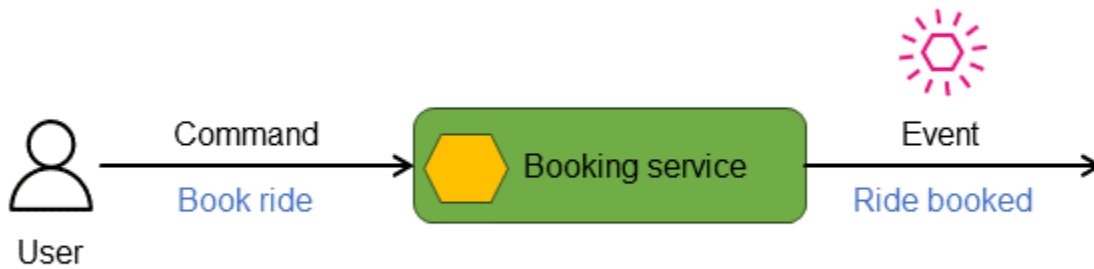 Command
Book ride
User
Booking service
Event
Ride booked